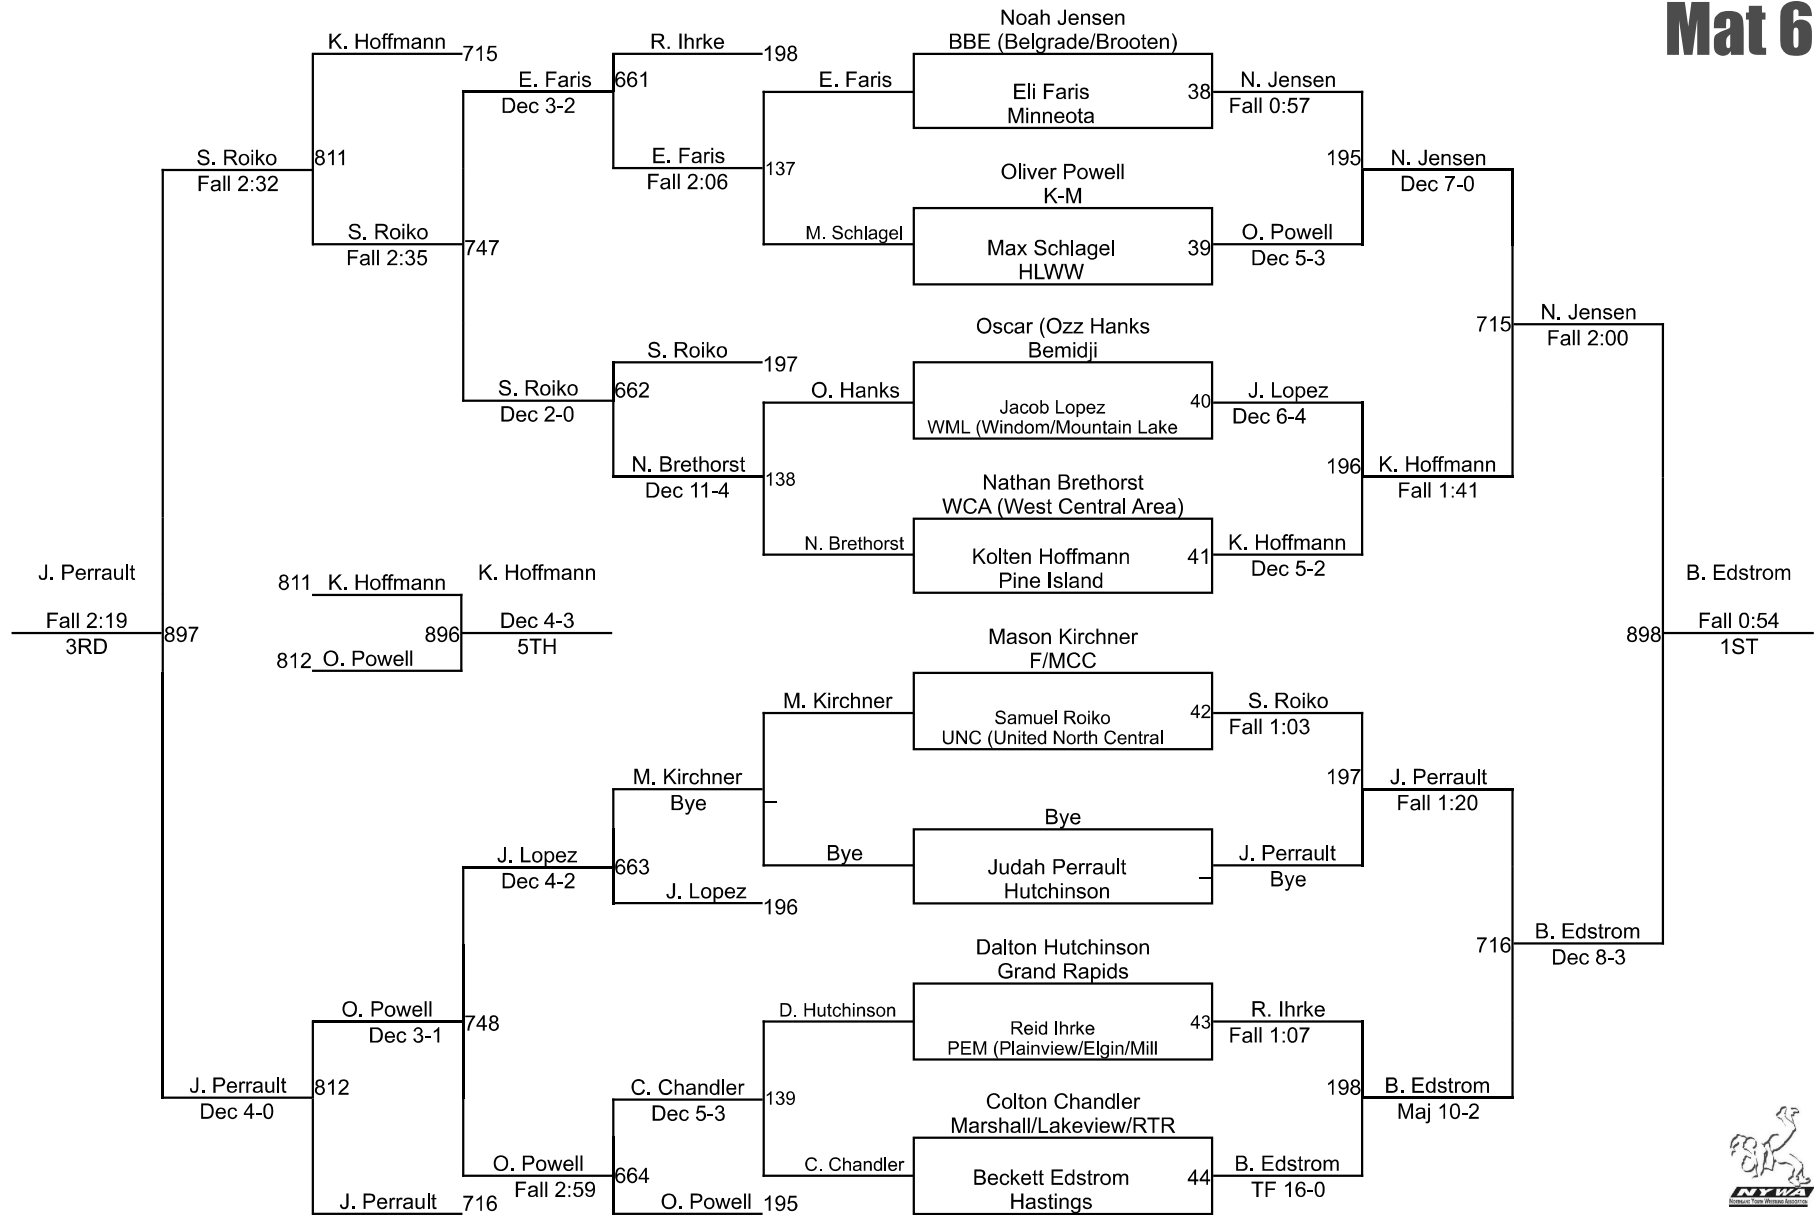 Mat 6
Noah Jensen
BBE (Belgrade/Brooten)
Eli Faris
Minneota
38
Oliver Powell
K-M
Max Schlagel
HLWW
39
Oscar (Ozz Hanks
Bemidji
Jacob Lopez
WML (Windom/Mountain Lake
40
Nathan Brethorst
WCA (West Central Area)
Kolten Hoffmann
Pine Island
41
Mason Kirchner
F/MCC
Samuel Roiko
UNC (United North Central
42
Bye
Judah Perrault
Hutchinson
Dalton Hutchinson
Grand Rapids
Reid Ihrke
PEM (Plainview/Elgin/Mill
43
Colton Chandler
Marshall/Lakeview/RTR
Beckett Edstrom
Hastings
44
N. Jensen
Fall 0:57
195
O. Powell
Dec 5-3
J. Lopez
Dec 6-4
196
K. Hoffmann
Dec 5-2
S. Roiko
Fall 1:03
197
J. Perrault
Bye
R. Ihrke
Fall 1:07
198
B. Edstrom
TF 16-0
N. Jensen
Dec 7-0
715
K. Hoffmann
Fall 1:41
J. Perrault
Fall 1:20
716
B. Edstrom
Maj 10-2
N. Jensen
Fall 2:00
898
B. Edstrom
Dec 8-3
B. Edstrom
Fall 0:54
1ST
E. Faris
137
M. Schlagel
O. Hanks
138
N. Brethorst
M. Kirchner
Bye
D. Hutchinson
139
C. Chandler
R. Ihrke 198
661
E. Faris
Fall 2:06
S. Roiko 197
662
N. Brethorst
Dec 11-4
M. Kirchner
Bye
663
J. Lopez 196
C. Chandler
Dec 5-3
664
O. Powell 195
E. Faris
Dec 3-2
747
S. Roiko
Dec 2-0
J. Lopez
Dec 4-2
748
O. Powell
Fall 2:59
K. Hoffmann 715
811
S. Roiko
Fall 2:35
O. Powell
Dec 3-1
812
J. Perrault 716
S. Roiko
Fall 2:32
897
J. Perrault
Dec 4-0
J. Perrault
Fall 2:19
3RD
811 K. Hoffmann
896
812 O. Powell
K. Hoffmann
Dec 4-3
5TH
NYWA
Northland Youth Wrestling Association